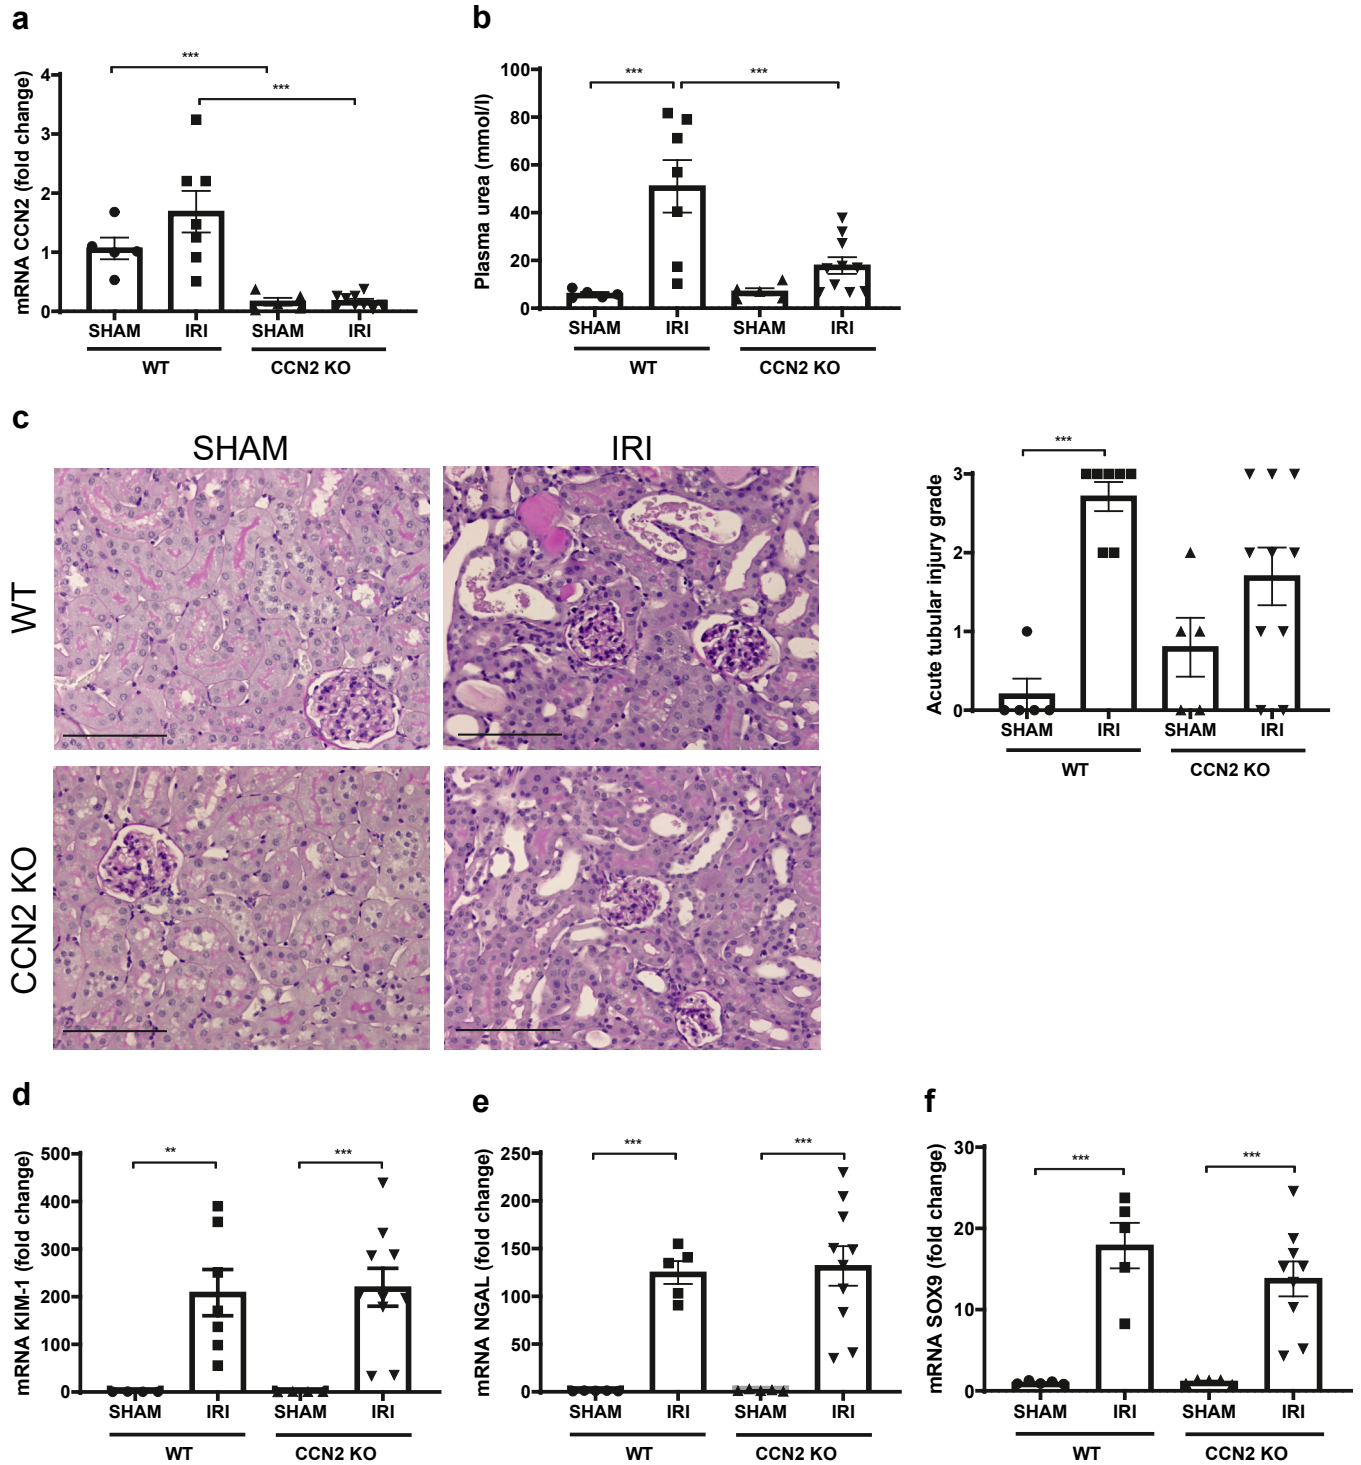 a
mRNA CCN2 (fold change)
4
3
2
1
0
***
***
SHAM IRI SHAM IRI
WT CCN2 KO
b
Plasma urea (mmol/l)
100
80
60
40
20
0
*** ***
SHAM IRI SHAM IRI
WT CCN2 KO
c
SHAM IRI
WT
CCN2 KO
Acute tubular injury grade
3
2
1
0
***
SHAM IRI SHAM IRI
WT CCN2 KO
d
mRNA KIM-1 (fold change)
500
400
300
200
100
0
** ***
SHAM IRI SHAM IRI
WT CCN2 KO
e
mRNA NGAL (fold change)
250
200
150
100
50
0
*** ***
SHAM IRI SHAM IRI
WT CCN2 KO
f
mRNA SOX9 (fold change)
30
20
10
0
*** ***
SHAM IRI SHAM IRI
WT CCN2 KO